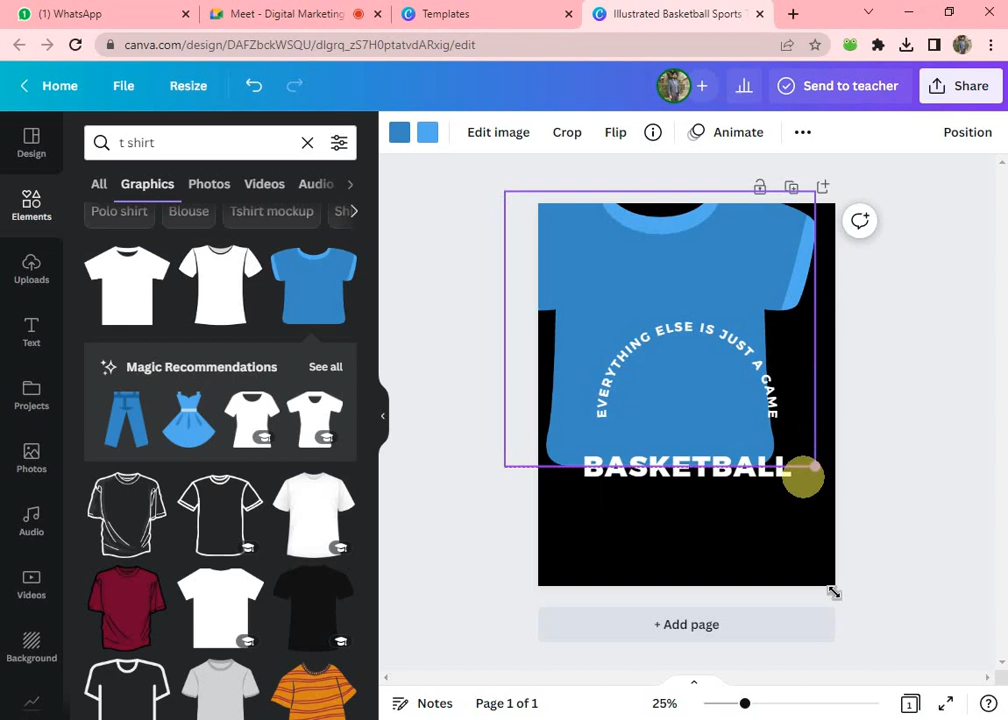 (1) WhatsApp
Meet - Digital Marketing
Templates
Illustrated Basketball Sports
canva.com/design/DAFZbckWSQU/dlgrq_zS7H0ptatvdARxig/edit
Home
File
Resize
Send to teacher
Share
Design
Elements
Uploads
Text
Projects
Photos
Audio
Videos
Background
t shirt
All
Graphics
Photos
Videos
Audio
Polo shirt
Blouse
Tshirt mockup
Sh
Magic Recommendations
See all
Edit image
Crop
Flip
Animate
Position
EVERYTHING ELSE IS JUST A GAME
BASKETBALL
+ Add page
Notes
Page 1 of 1
25%
1